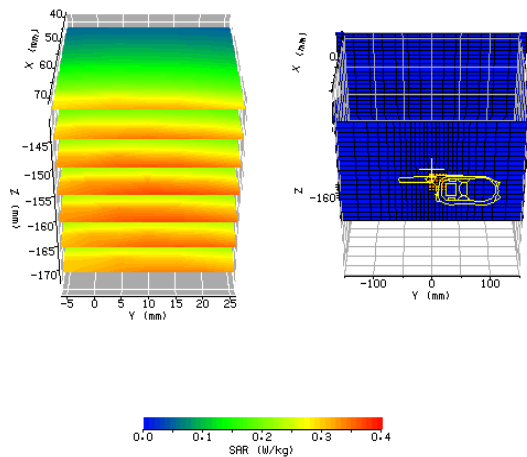 40
50
60
70
X (mm)
-145
-150
-155
-160
-165
-170
Z (mm)
-5 0 5 10 15 20 25
Y (mm)
X (mm)
0
Z
-160
-100 0 100
Y (mm)
0.0 0.1 0.2 0.3 0.4
SAR (W/kg)